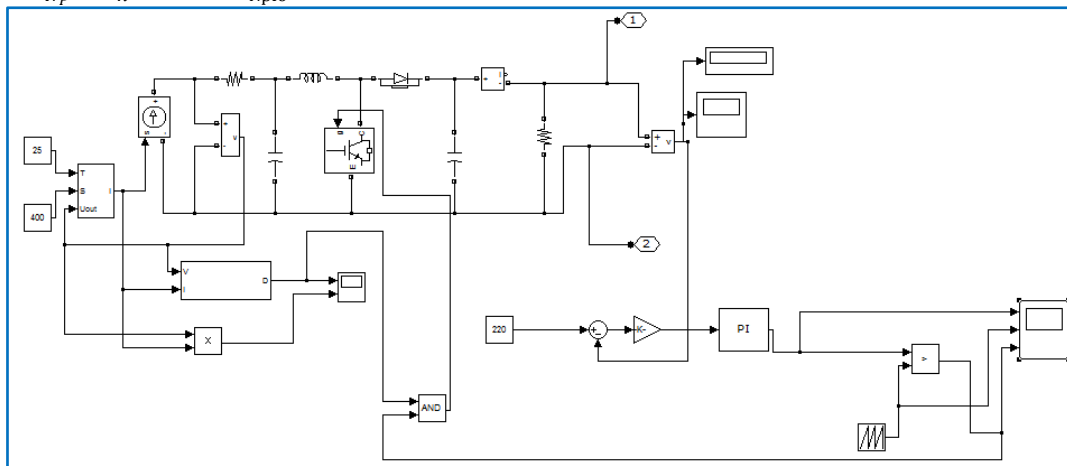 1
+
-
i
+
-
+
-
v
+
s
-
g
C
E
+
-
v
25
T
400
S
I
Uout
2
V
I
D
X
220
+
-
K-
PI
>
AND